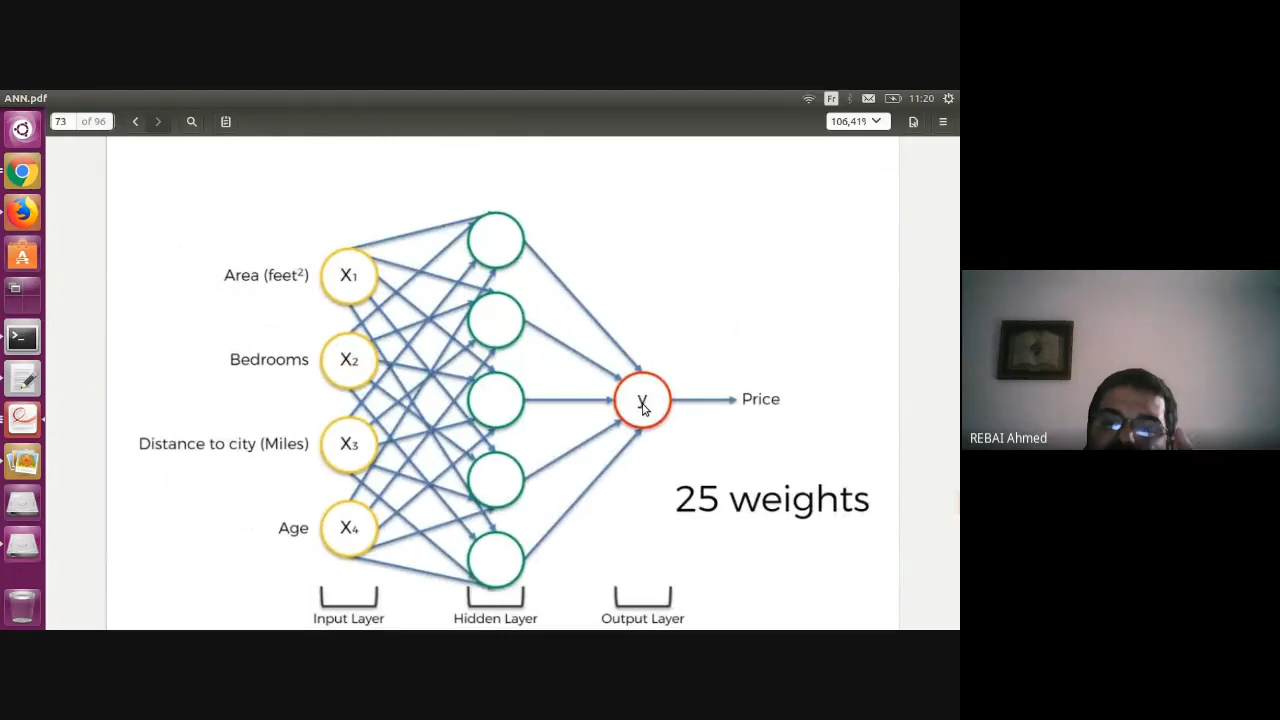 ANN.pdf
Fr
11:20
73
of 96
106,41%
Area (feet²)
X1
Bedrooms
X2
Distance to city (Miles)
X3
Age
X4
y
Price
25 weights
Input Layer
Hidden Layer
Output Layer
REBAI Ahmed